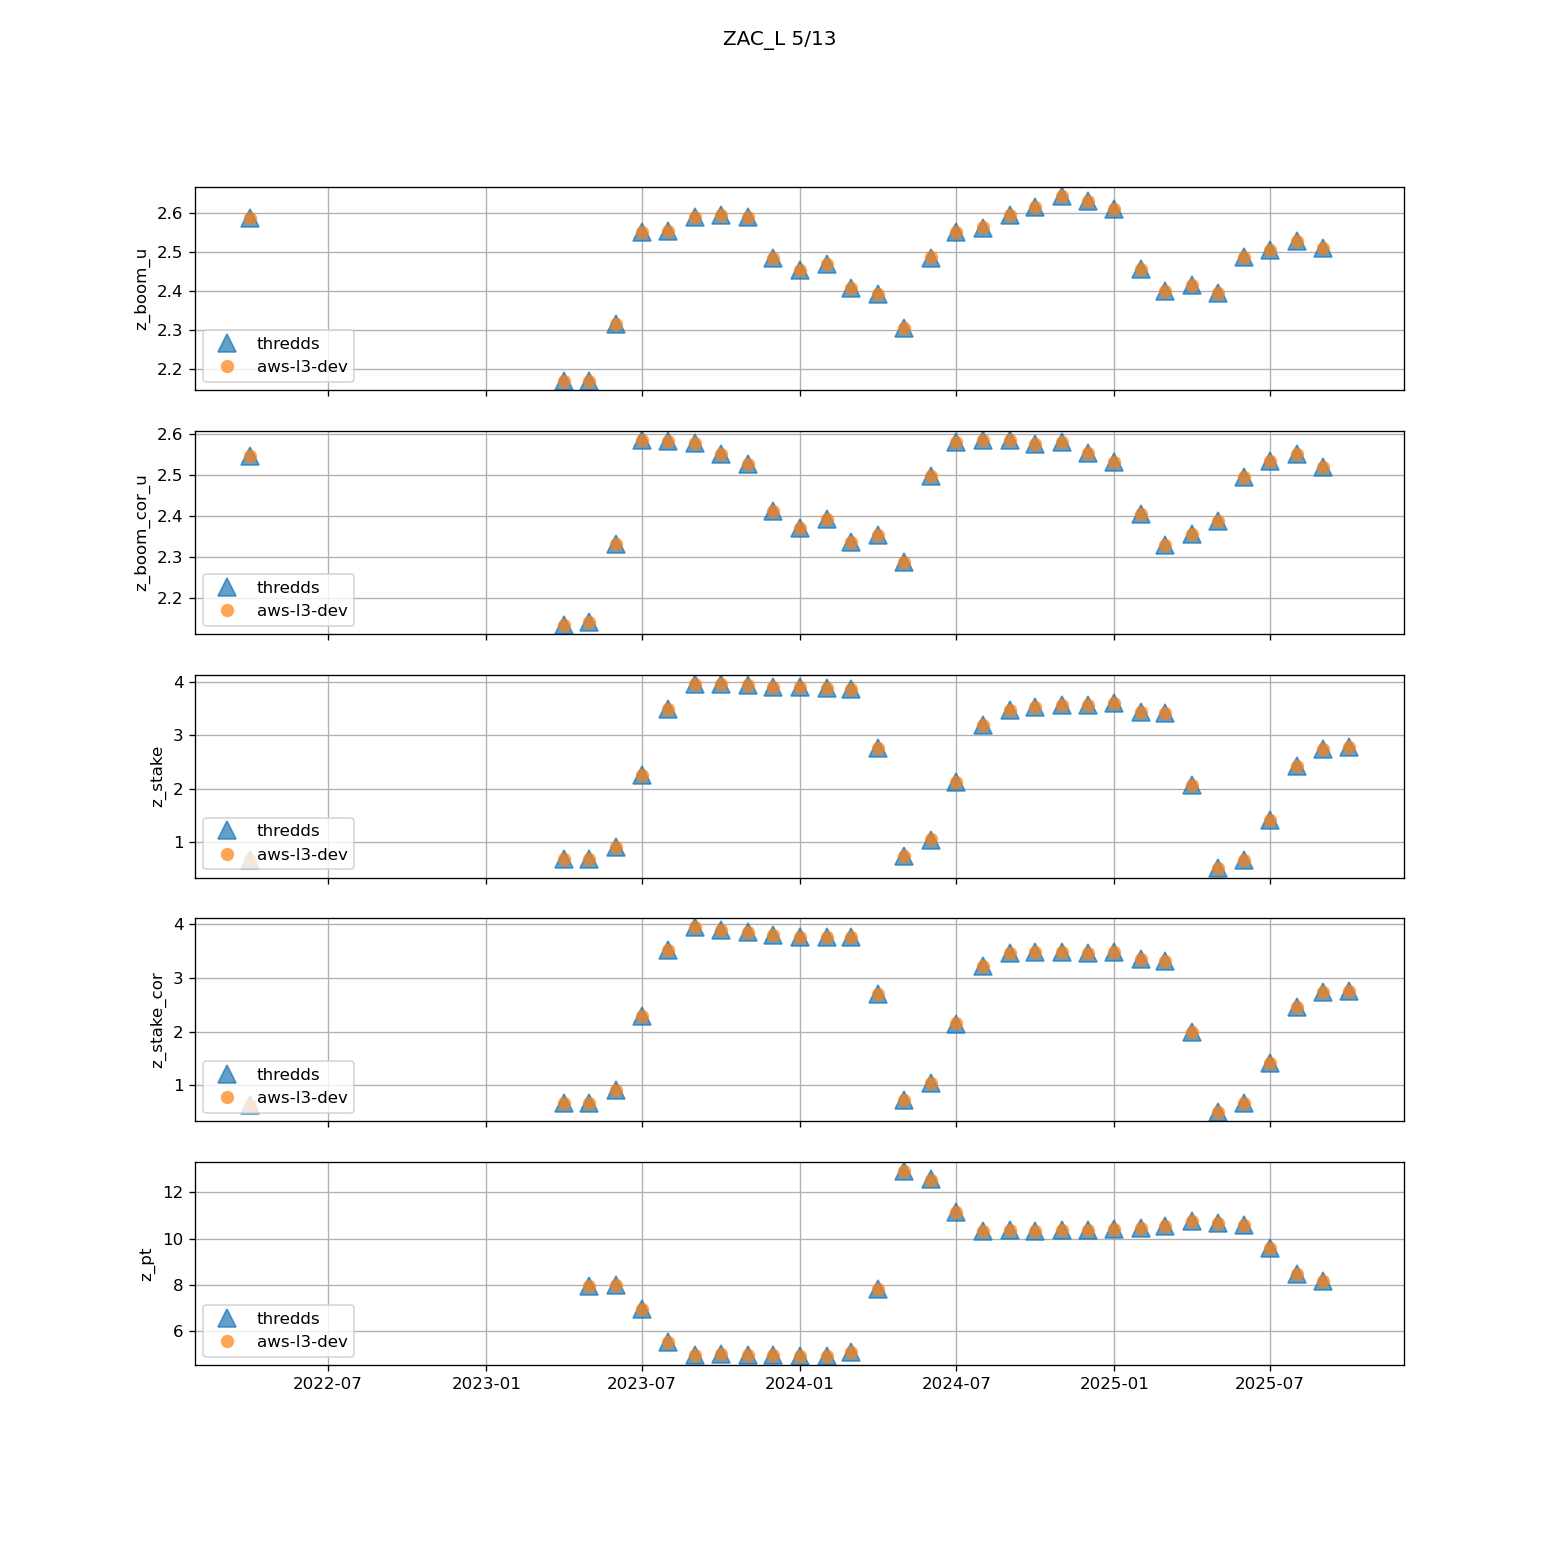 ZAC_L 5/13
2.6
2.5
2.4
2.3
2.2
z_boom_u
thredds
aws-l3-dev
2.6
2.5
2.4
2.3
2.2
z_boom_cor_u
thredds
aws-l3-dev
4
3
2
1
z_stake
thredds
aws-l3-dev
4
3
2
1
z_stake_cor
thredds
aws-l3-dev
12
10
8
6
z_pt
thredds
aws-l3-dev
2022-07 2023-01 2023-07 2024-01 2024-07 2025-01 2025-07